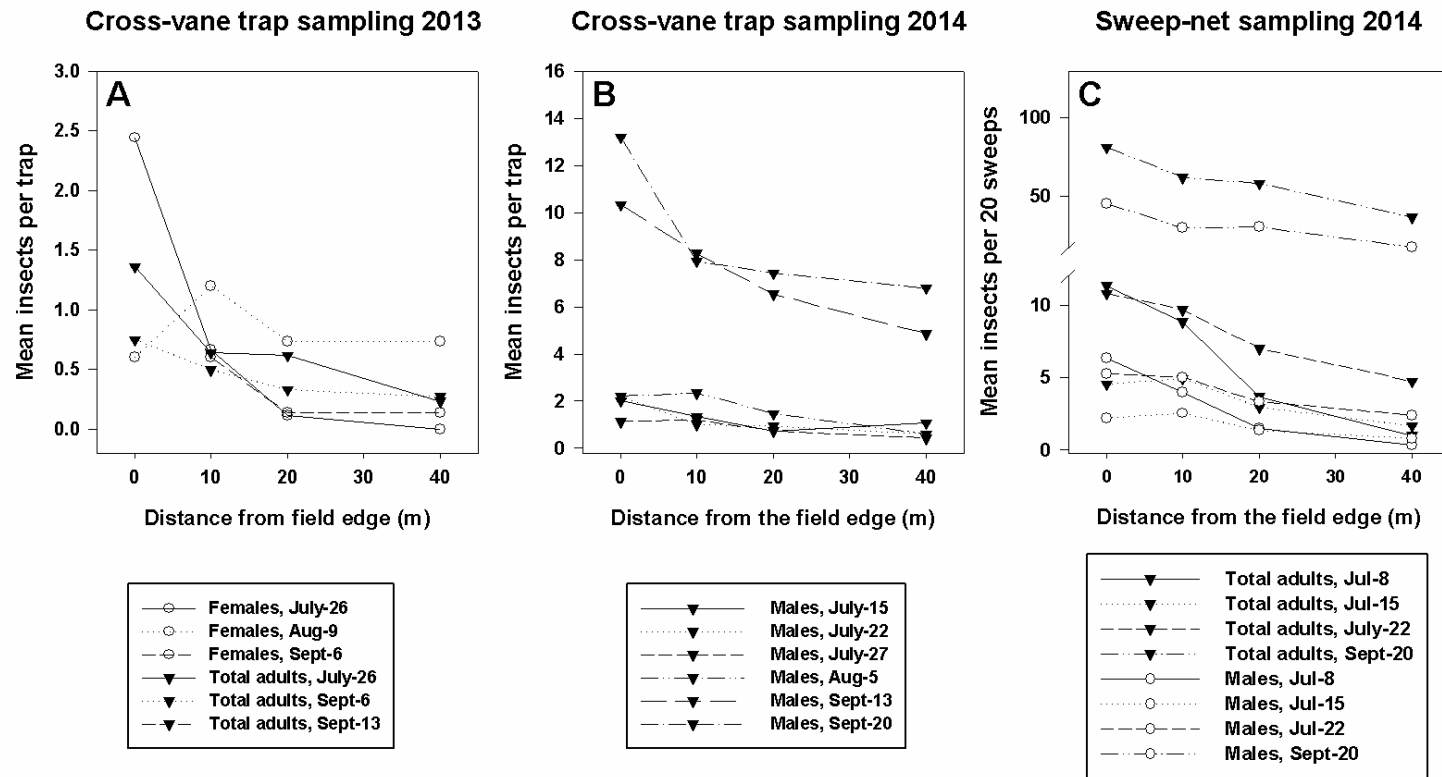 Cross-vane trap sampling 2013
Cross-vane trap sampling 2014
Sweep-net sampling 2014
A
Mean insects per trap
3.0
2.5
2.0
1.5
1.0
0.5
0.0
0 10 20 30 40
Distance from field edge (m)
B
Mean insects per trap
16
14
12
10
8
6
4
2
0
0 10 20 30 40
Distance from the field edge (m)
C
Mean insects per 20 sweeps
100
50
10
5
0
0 10 20 30 40
Distance from the field edge (m)
Females, July-26
Females, Aug-9
Females, Sept-6
Total adults, July-26
Total adults, Sept-6
Total adults, Sept-13
Males, July-15
Males, July-22
Males, July-27
Males, Aug-5
Males, Sept-13
Males, Sept-20
Total adults, Jul-8
Total adults, Jul-15
Total adults, July-22
Total adults, Sept-20
Males, Jul-8
Males, Jul-15
Males, Jul-22
Males, Sept-20